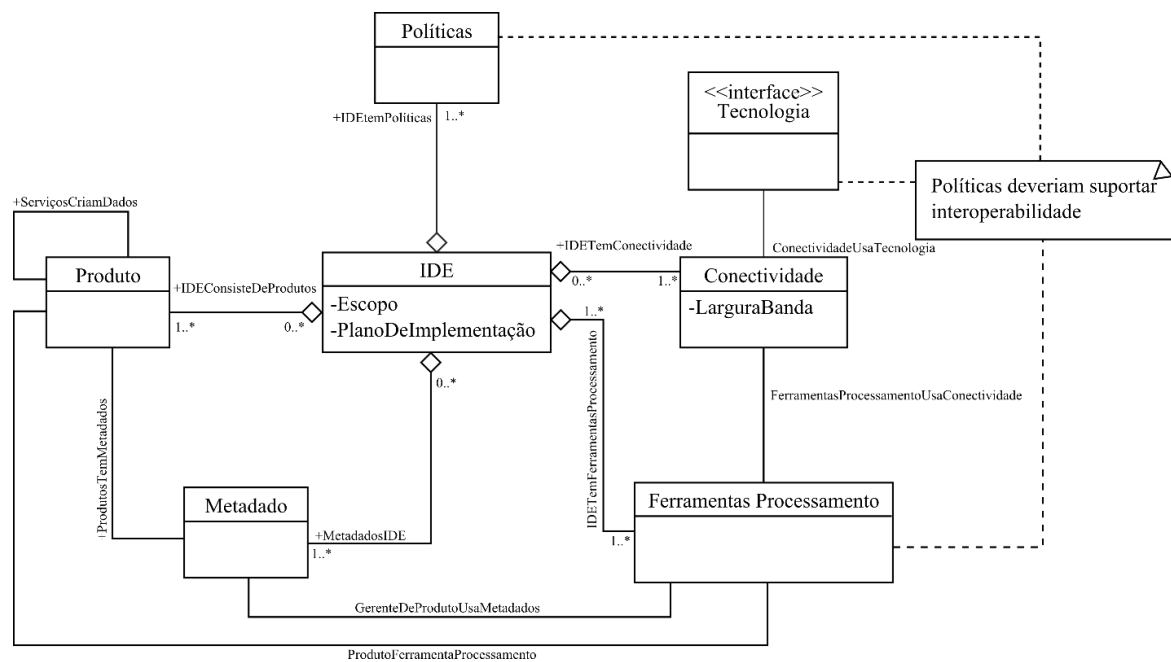 Políticas
+IDEtemPolíticas
1..*
<<interface>>
Tecnologia
Políticas deveriam suportar
interoperabilidade
+ServiçosCriamDados
Produto
+IDEConsisteDeProdutos
1..*
0..*
IDE
-Escopo
-PlanoDeImplementação
+IDETemConectividade
0..*
1..*
ConectividadeUsaTecnologia
Conectividade
-LarguraBanda
1..*
IDETemFerramentasProcessamento
1..*
0..*
FerramentasProcessamentoUsaConectividade
+ProdutosTemMetadados
Metadado
+MetadadosIDE
1..*
Ferramentas Processamento
GerenteDeProdutoUsaMetadados
ProdutoFerramentaProcessamento